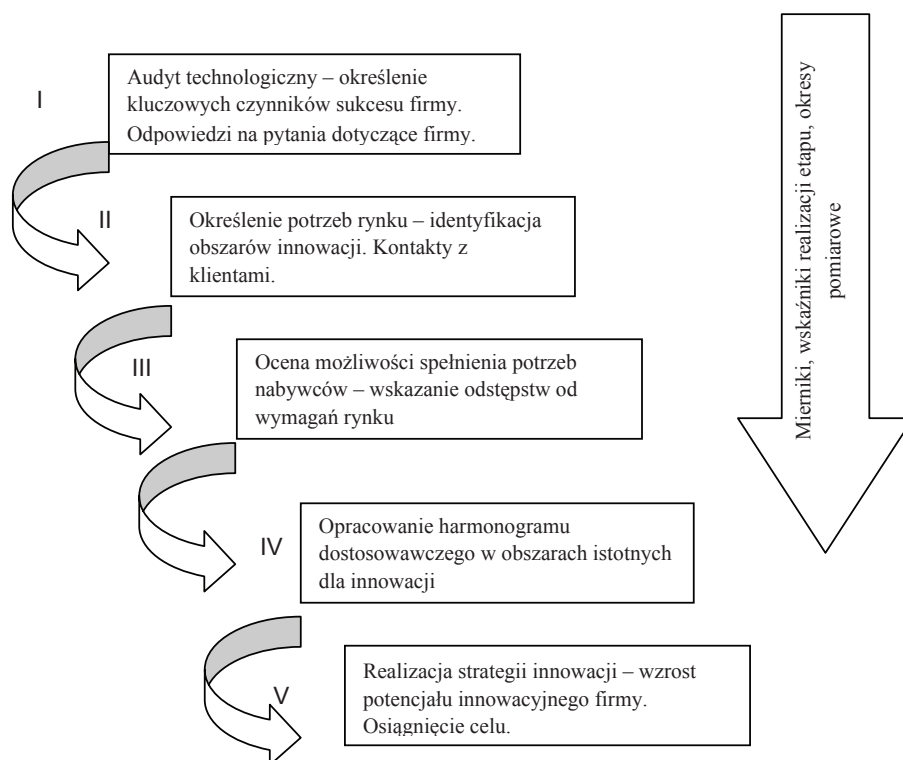 I
Audyt technologiczny – określenie
kluczowych czynników sukcesu firmy.
Odpowiedzi na pytania dotyczące firmy.
II
Określenie potrzeb rynku – identyfikacja
obszarów innowacji. Kontakty z
klientami.
III
Ocena możliwości spełnienia potrzeb
nabywców – wskazanie odstępstw od
wymagań rynku
IV
Opracowanie harmonogramu
dostosowawczego w obszarach istotnych
dla innowacji
V
Realizacja strategii innowacji – wzrost
potencjału innowacyjnego firmy.
Osiągnięcie celu.
Mierniki, wskaźniki realizacji etapu, okresy
pomiarowe